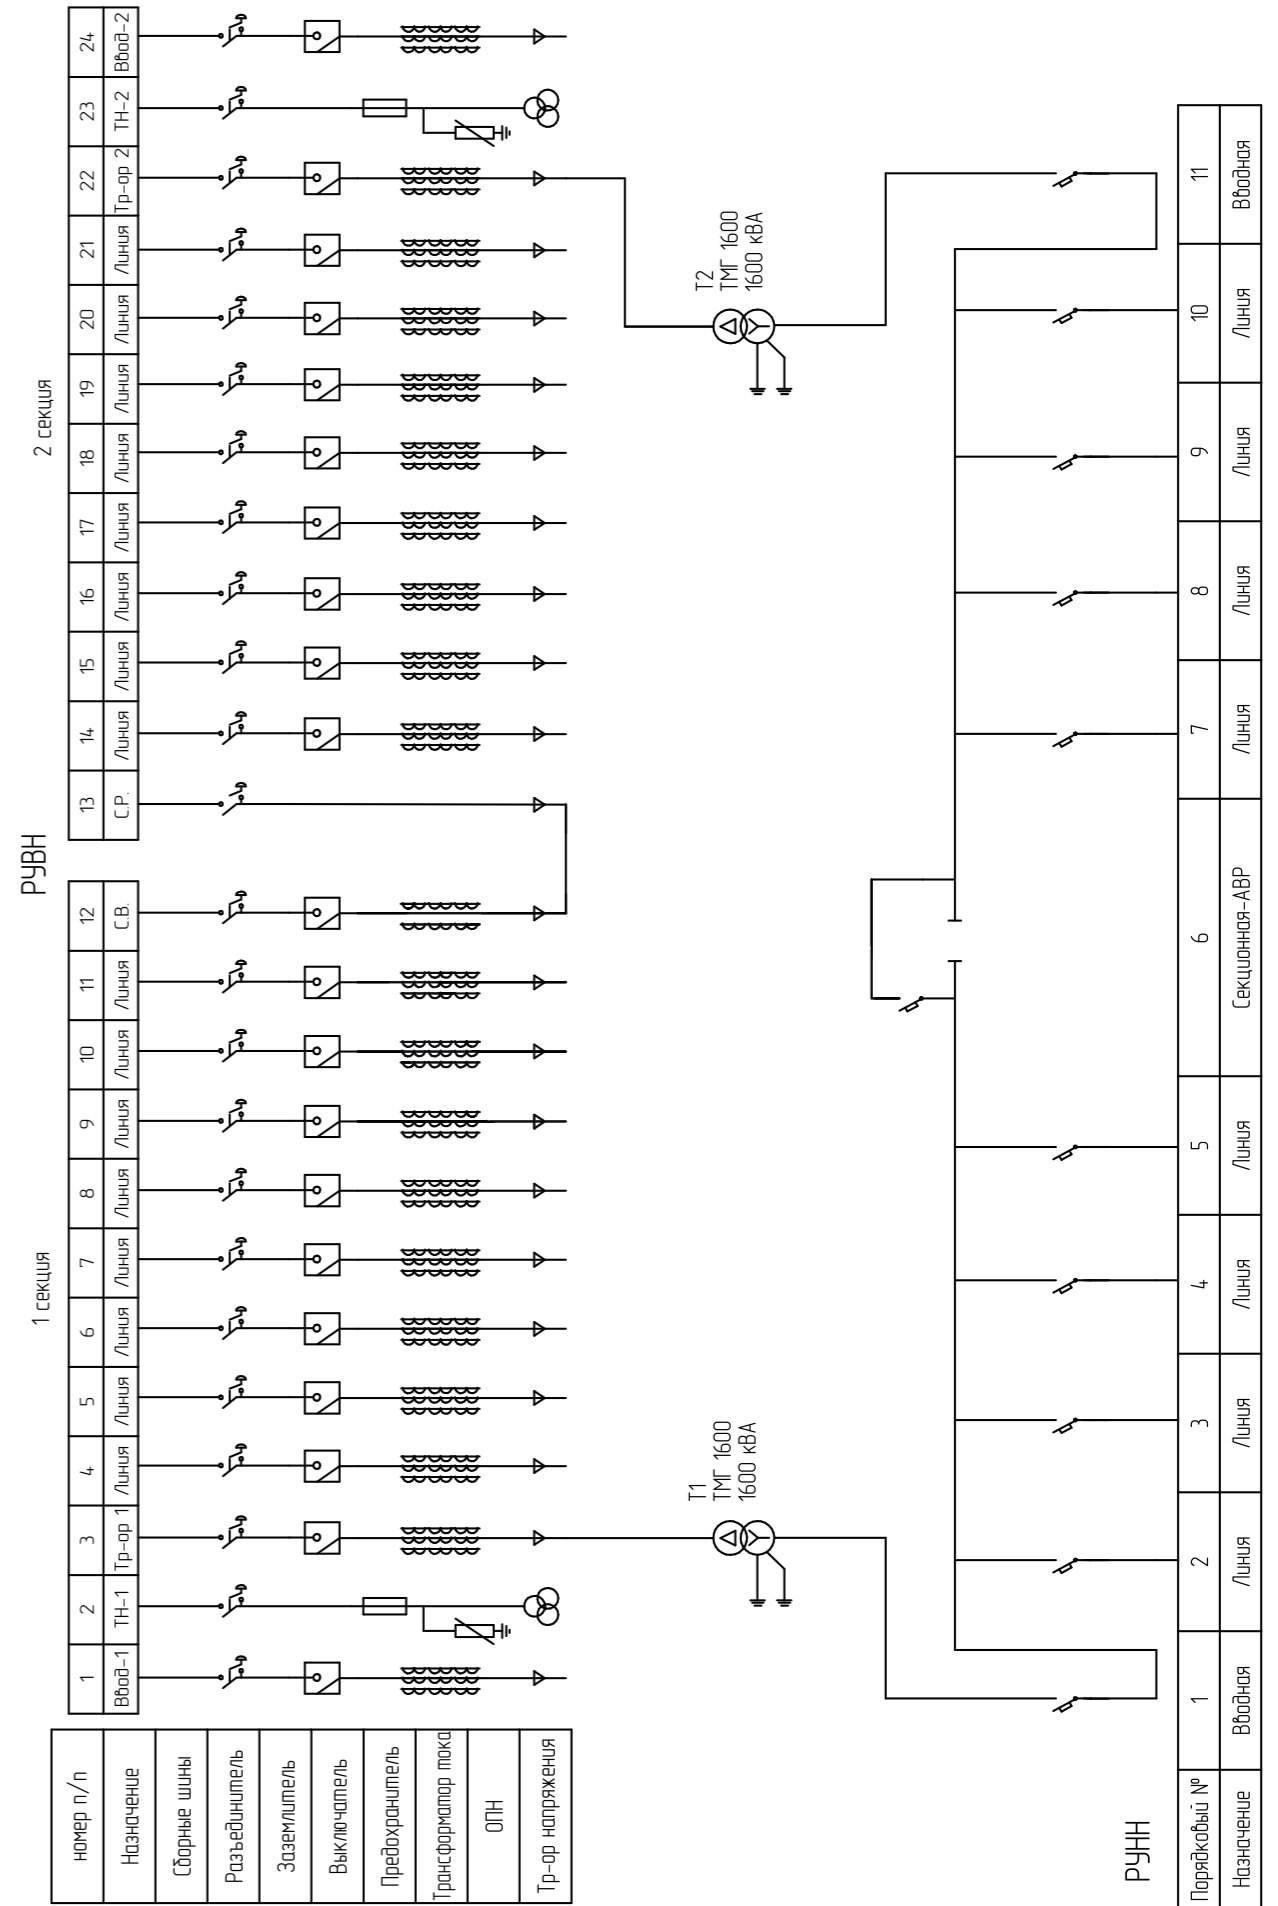 РУВН
1 секция
2 секция
номер п/п
1
2
3
4
5
6
7
8
9
10
11
12
13
14
15
16
17
18
19
20
21
22
23
24
Назначение
Ввод-1
ТН-1
Тр-ор 1
Линия
Линия
Линия
Линия
Линия
Линия
Линия
Линия
С.В.
С.Р.
Линия
Линия
Линия
Линия
Линия
Линия
Линия
Линия
Тр-ор 2
ТН-2
Ввод-2
Сборные шины
Разъединитель
Заземлитель
Выключатель
Предохранитель
Трансформатор тока
ОПН
Тр-ор напряжения
Т1
ТМГ 1600
1600 кВА
Т2
ТМГ 1600
1600 кВА
РУНН
Порядковый №
1
2
3
4
5
6
7
8
9
10
11
Назначение
Вводная
Линия
Линия
Линия
Линия
Секционная-АВР
Линия
Линия
Линия
Линия
Вводная